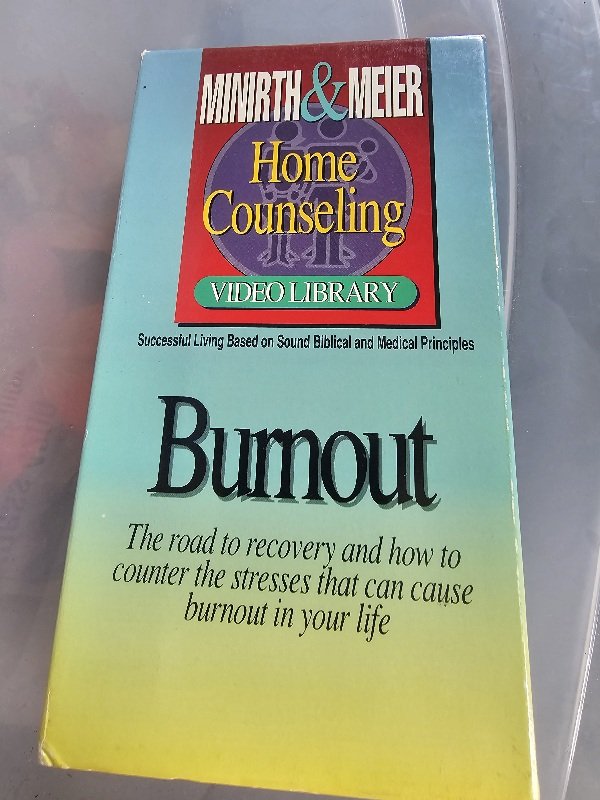 MINIRTH & MEIER
Home
Counseling
VIDEO LIBRARY
Successful Living Based on Sound Biblical and Medical Principles
Burnout
The road to recovery and how to
counter the stresses that can cause
burnout in your life